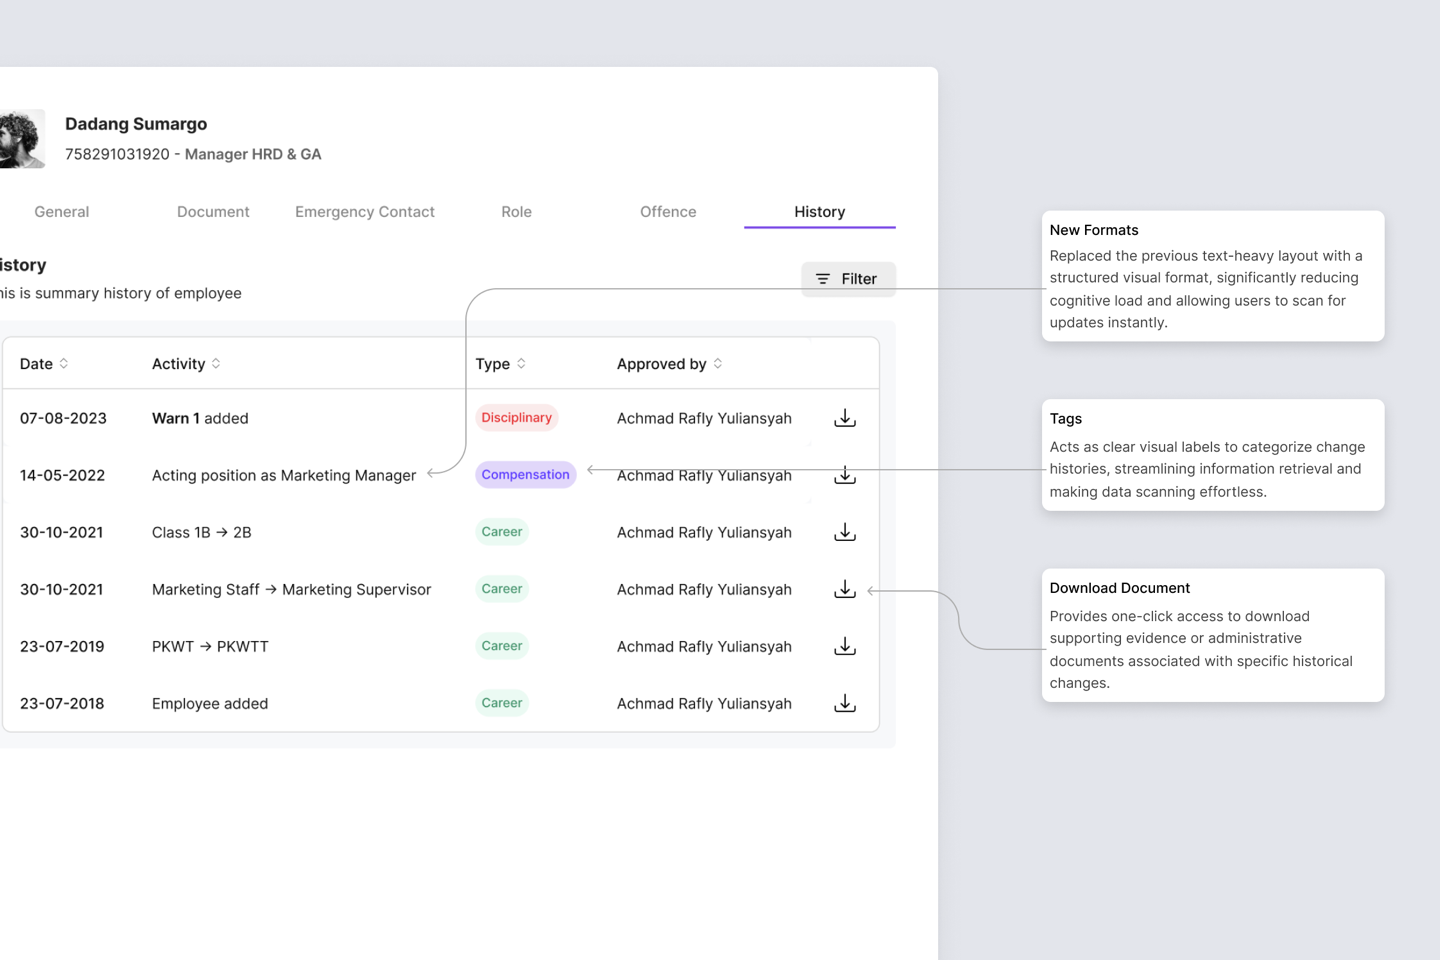 Dadang Sumargo
758291031920 - Manager HRD & GA
General Document Emergency Contact Role Offence History
istory
his is summary history of employee
Filter
Date Activity Type Approved by
07-08-2023 Warn 1 added Disciplinary Achmad Rafly Yuliansyah
14-05-2022 Acting position as Marketing Manager Compensation Achmad Rafly Yuliansyah
30-10-2021 Class 1B → 2B Career Achmad Rafly Yuliansyah
30-10-2021 Marketing Staff → Marketing Supervisor Career Achmad Rafly Yuliansyah
23-07-2019 PKWT → PKWTT Career Achmad Rafly Yuliansyah
23-07-2018 Employee added Career Achmad Rafly Yuliansyah
New Formats
Replaced the previous text-heavy layout with a
structured visual format, significantly reducing
cognitive load and allowing users to scan for
updates instantly.
Tags
Acts as clear visual labels to categorize change
histories, streamlining information retrieval and
making data scanning effortless.
Download Document
Provides one-click access to download
supporting evidence or administrative
documents associated with specific historical
changes.